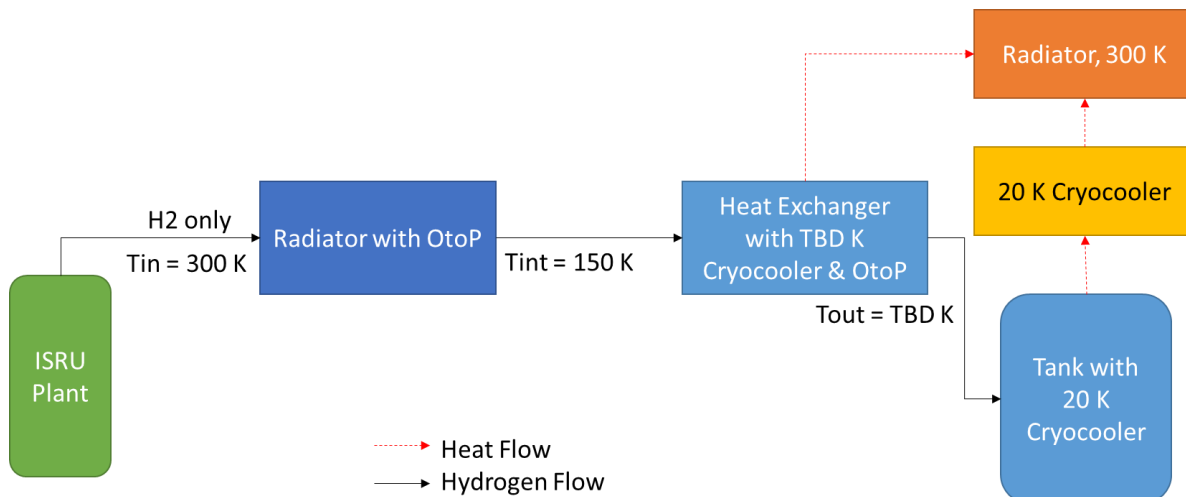 Radiator, 300 K
20 K Cryocooler
H2 only
Tin = 300 K
Radiator with OtoP
Tint = 150 K
Heat Exchanger
with TBD K
Cryocooler & OtoP
Tout = TBD K
ISRU
Plant
Tank with
20 K
Cryocooler
Heat Flow
Hydrogen Flow